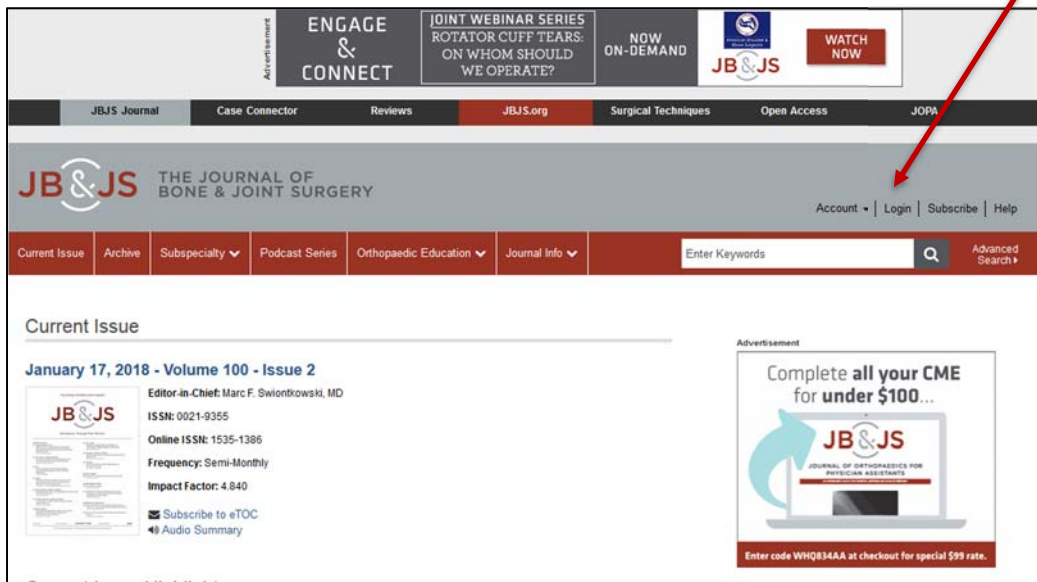 Advertisement
ENGAGE
&
CONNECT
JOINT WEBINAR SERIES
ROTATOR CUFF TEARS:
ON WHOM SHOULD
WE OPERATE?
NOW
ON-DEMAND
JB&JS
WATCH
NOW
JBJS Journal Case Connector Reviews JBJS.org Surgical Techniques Open Access JOPA
JB&JS THE JOURNAL OF
BONE & JOINT SURGERY
Account Login Subscribe Help
Current Issue Archive Subspecialty Podcast Series Orthopaedic Education Journal Info Enter Keywords Advanced
Search
Current Issue
January 17, 2018 - Volume 100 - Issue 2
Editor-in-Chief: Marc F. Swiontkowski, MD
ISSN: 0021-9355
Online ISSN: 1535-1386
Frequency: Semi-Monthly
Impact Factor: 4.840
Subscribe to eTOC
Audio Summary
JB&JS
Advertisement
Complete all your CME
for under $100...
JB&JS
JOURNAL OF ORTHOPAEDICS FOR
PHYSICIAN ASSISTANTS
Enter code WHQ834AA at checkout for special $99 rate.